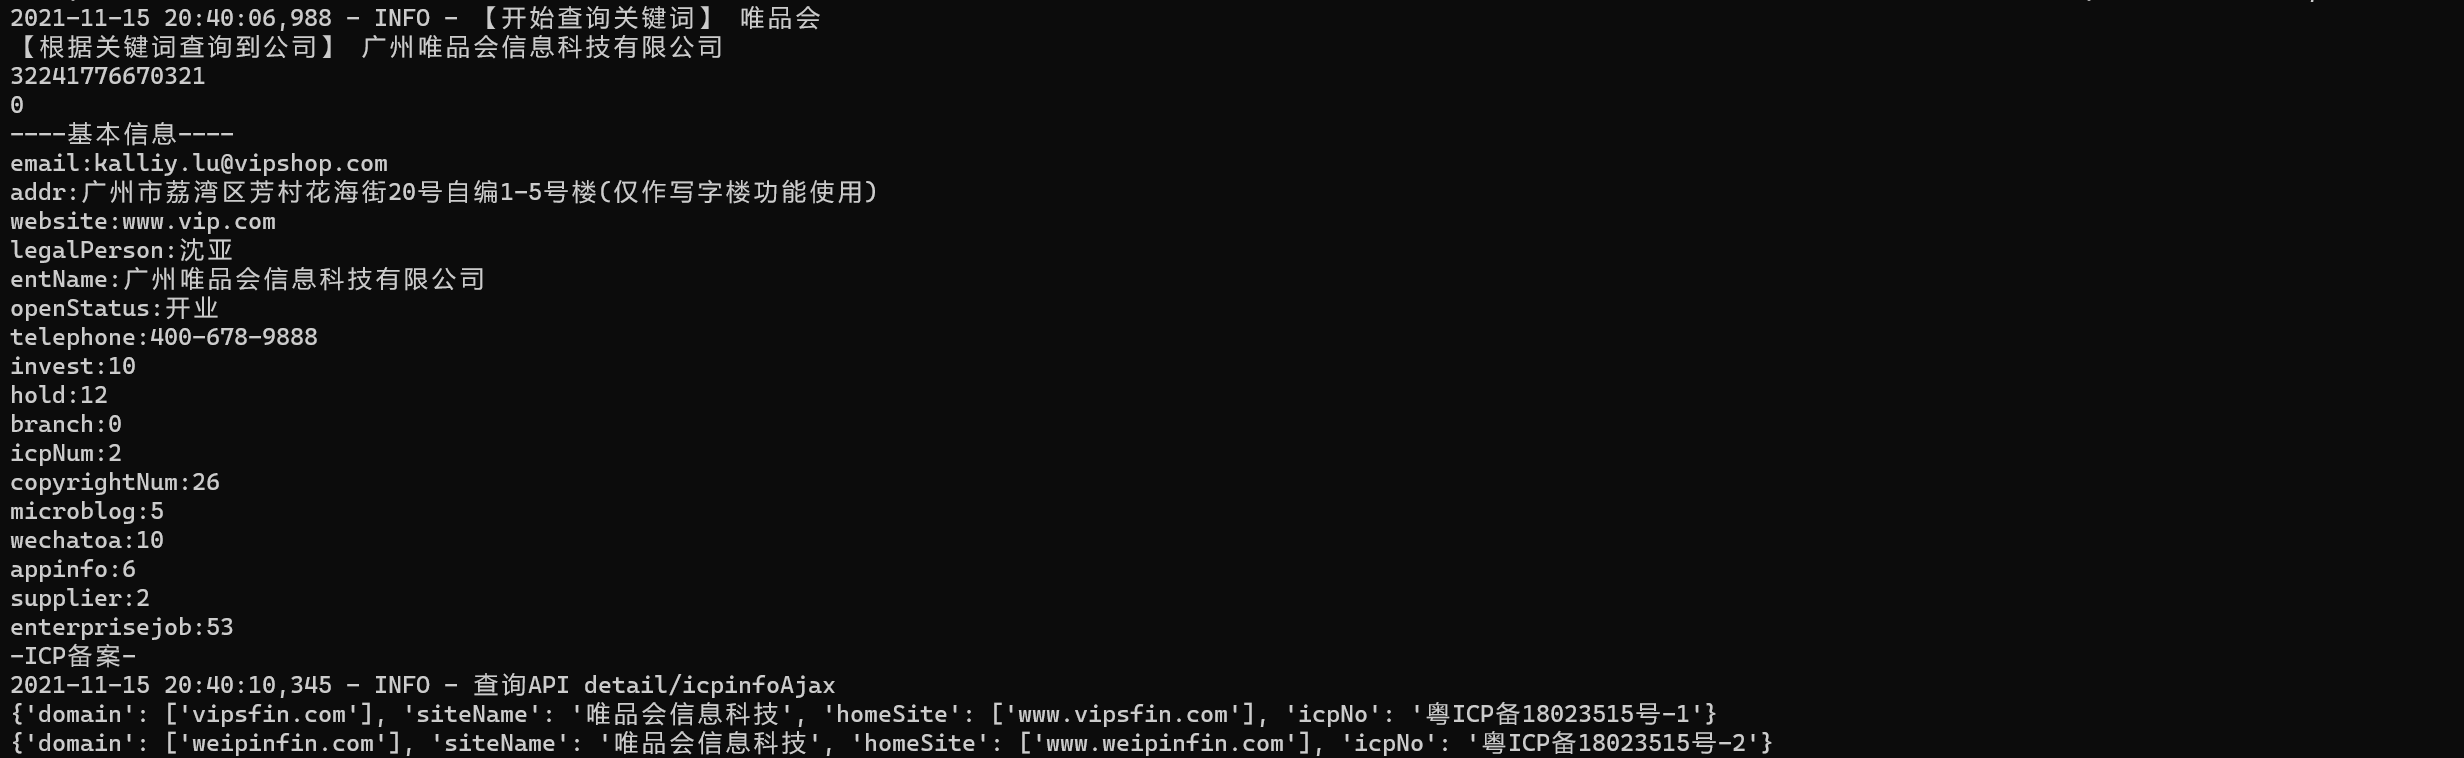 2021-11-15 20:40:06,988 - INFO - 【开始查询关键词】 唯品会
【根据关键词查询到公司】 广州唯品会信息科技有限公司
32241776670321
0
----基本信息----
email:kalliy.lu@vipshop.com
addr:广州市荔湾区芳村花海街20号自编1-5号楼(仅作写字楼功能使用)
website:www.vip.com
legalPerson:沈亚
entName:广州唯品会信息科技有限公司
openStatus:开业
telephone:400-678-9888
invest:10
hold:12
branch:0
icpNum:2
copyrightNum:26
microblog:5
wechatoa:10
appinfo:6
supplier:2
enterprisejob:53
-ICP备案-
2021-11-15 20:40:10,345 - INFO - 查询API detail/icpinfoAjax
{'domain': ['vipsfin.com'], 'siteName': '唯品会信息科技', 'homeSite': ['www.vipsfin.com'], 'icpNo': '粤ICP备18023515号-1'}
{'domain': ['weipinfin.com'], 'siteName': '唯品会信息科技', 'homeSite': ['www.weipinfin.com'], 'icpNo': '粤ICP备18023515号-2'}